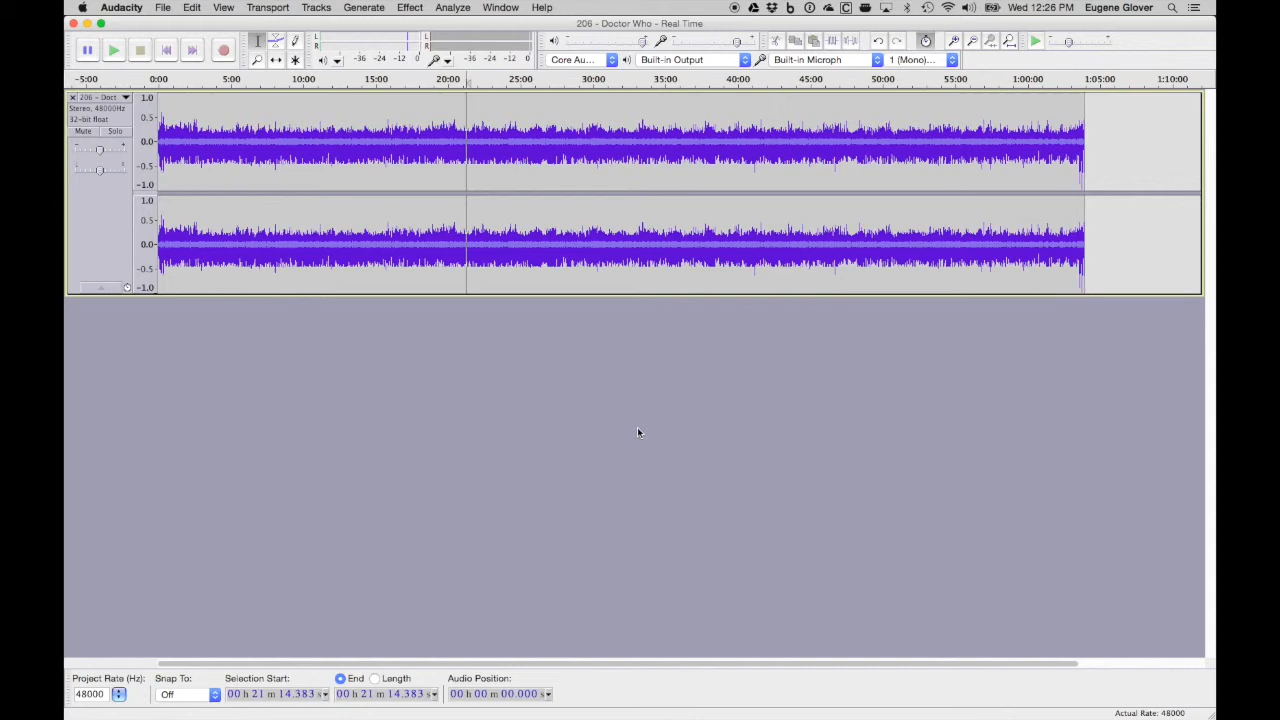 Audacity File Edit View Transport Tracks Generate Effect Analyze Window Help Wed 12:26 PM Eugene Glover
206 - Doctor Who - Real Time
L R L R
-36 -24 -12 0 -36 -24 -12 0 Core Au... Built-in Output Built-in Microph 1 (Mono)...
-5:00 0:00 5:00 10:00 15:00 20:00 25:00 30:00 35:00 40:00 45:00 50:00 55:00 1:00:00 1:05:00 1:10:00
206 - Doct 1.0
Stereo, 48000Hz
32-bit float 0.5
Mute Solo
0.0
- +
-0.5
-1.0
1.0
0.5
0.0
-0.5
-1.0
Project Rate (Hz): Snap To: Selection Start: End Length Audio Position:
48000 Off 00 h 21 m 14.383 s 00 h 21 m 14.383 s 00 h 00 m 00.000 s
Actual Rate: 48000